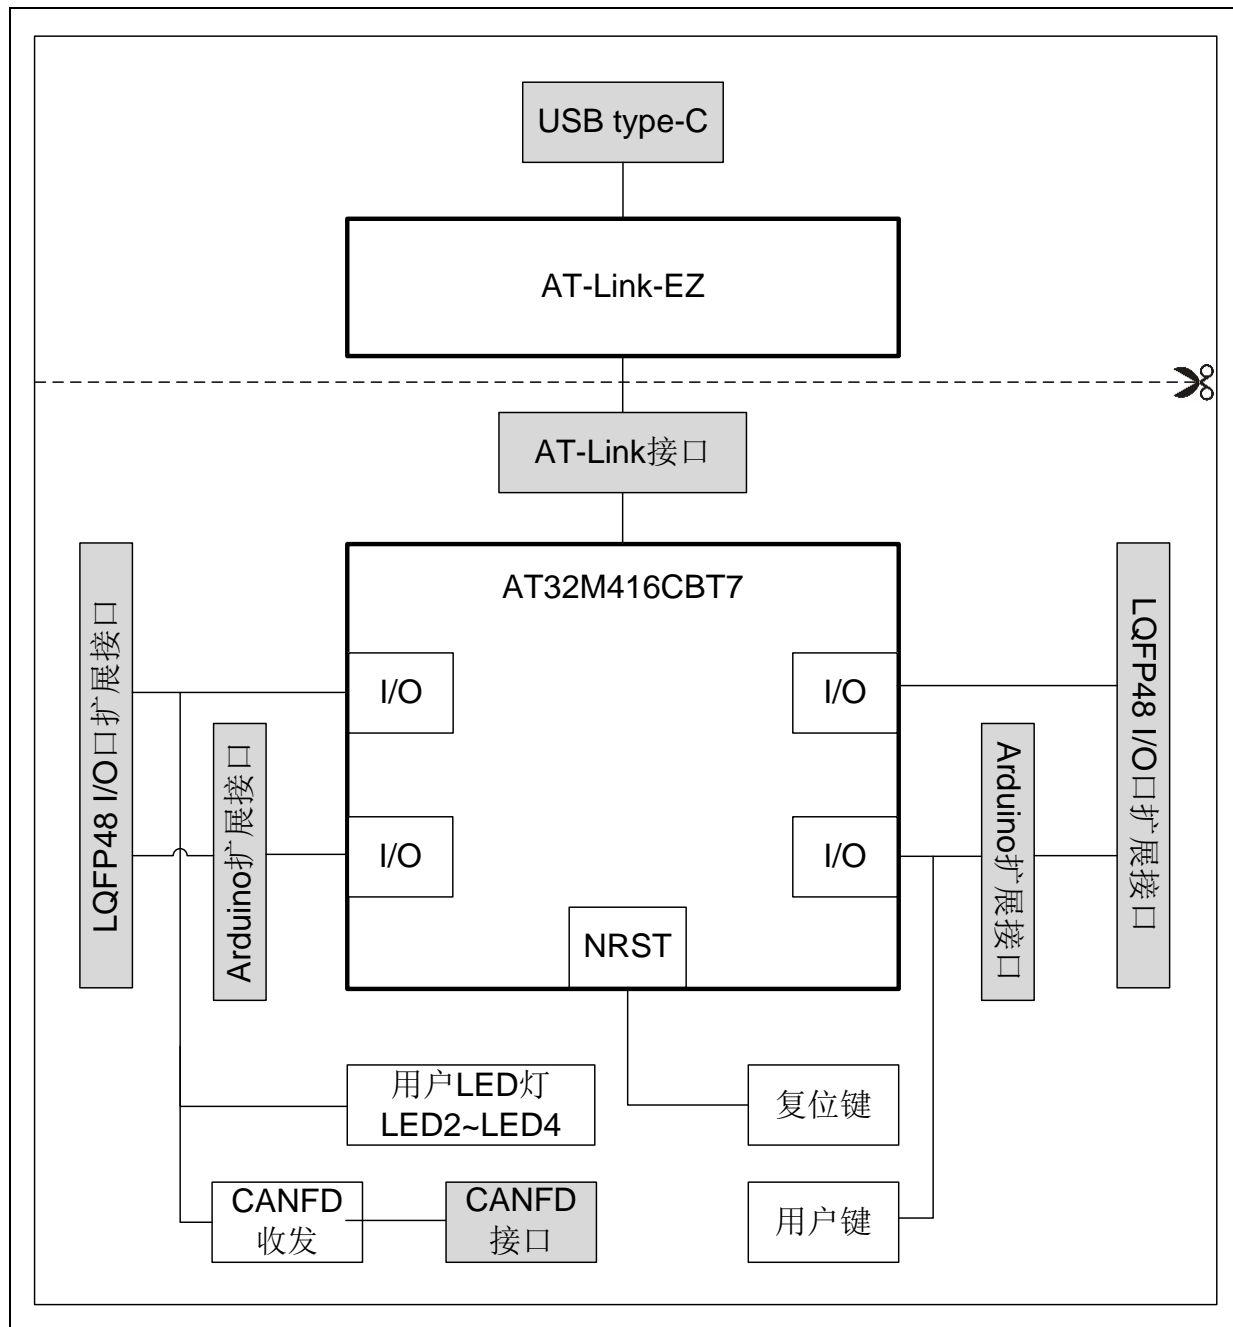 USB type-C
AT-Link-EZ
AT-Link接口
AT32M416CBT7
LQFP48 I/O口扩展接口
Arduino扩展接口
I/O
I/O
I/O
I/O
NRST
Arduino扩展接口
LQFP48 I/O口扩展接口
用户LED灯
LED2~LED4
复位键
CANFD
收发
CANFD
接口
用户键